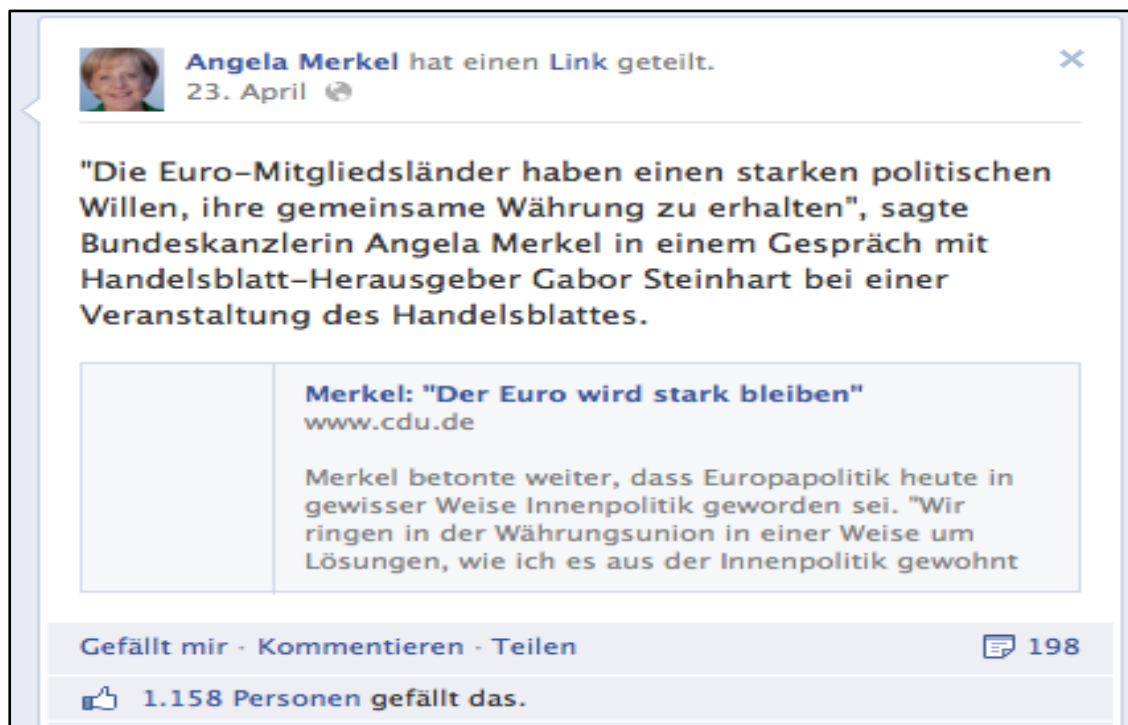 Angela Merkel hat einen Link geteilt.
23. April
"Die Euro-Mitgliedsländer haben einen starken politischen
Willen, ihre gemeinsame Währung zu erhalten", sagte
Bundeskanzlerin Angela Merkel in einem Gespräch mit
Handelsblatt-Herausgeber Gabor Steinhart bei einer
Veranstaltung des Handelsblattes.
Merkel: "Der Euro wird stark bleiben"
www.cdu.de
Merkel betonte weiter, dass Europapolitik heute in
gewisser Weise Innenpolitik geworden sei. "Wir
ringen in der Währungsunion in einer Weise um
Lösungen, wie ich es aus der Innenpolitik gewohnt
Gefällt mir · Kommentieren · Teilen 198
1.158 Personen gefällt das.